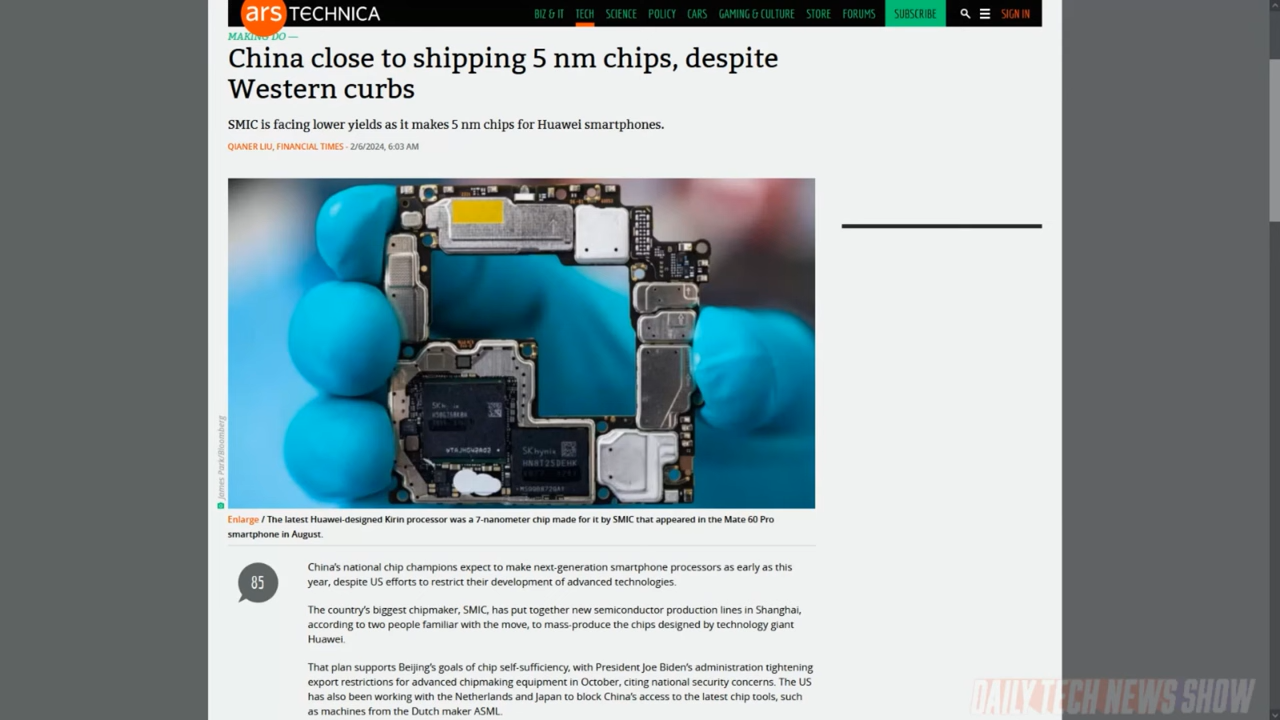 ars TECHNICA
BIZ & IT TECH SCIENCE POLICY CARS GAMING & CULTURE STORE FORUMS SUBSCRIBE SIGN IN
MAKING DO —
China close to shipping 5 nm chips, despite
Western curbs
SMIC is facing lower yields as it makes 5 nm chips for Huawei smartphones.
QIANER LIU, FINANCIAL TIMES - 2/6/2024, 6:03 AM
SK hynix
SK hynix
James Park/Bloomberg
Enlarge / The latest Huawei-designed Kirin processor was a 7-nanometer chip made for it by SMIC that appeared in the Mate 60 Pro
smartphone in August.
85
China's national chip champions expect to make next-generation smartphone processors as early as this
year, despite US efforts to restrict their development of advanced technologies.
The country's biggest chipmaker, SMIC, has put together new semiconductor production lines in Shanghai,
according to two people familiar with the move, to mass-produce the chips designed by technology giant
Huawei.
That plan supports Beijing's goals of chip self-sufficiency, with President Joe Biden's administration tightening
export restrictions for advanced chipmaking equipment in October, citing national security concerns. The US
has also been working with the Netherlands and Japan to block China's access to the latest chip tools, such
as machines from the Dutch maker ASML.
DAILY TECH NEWS SHOW